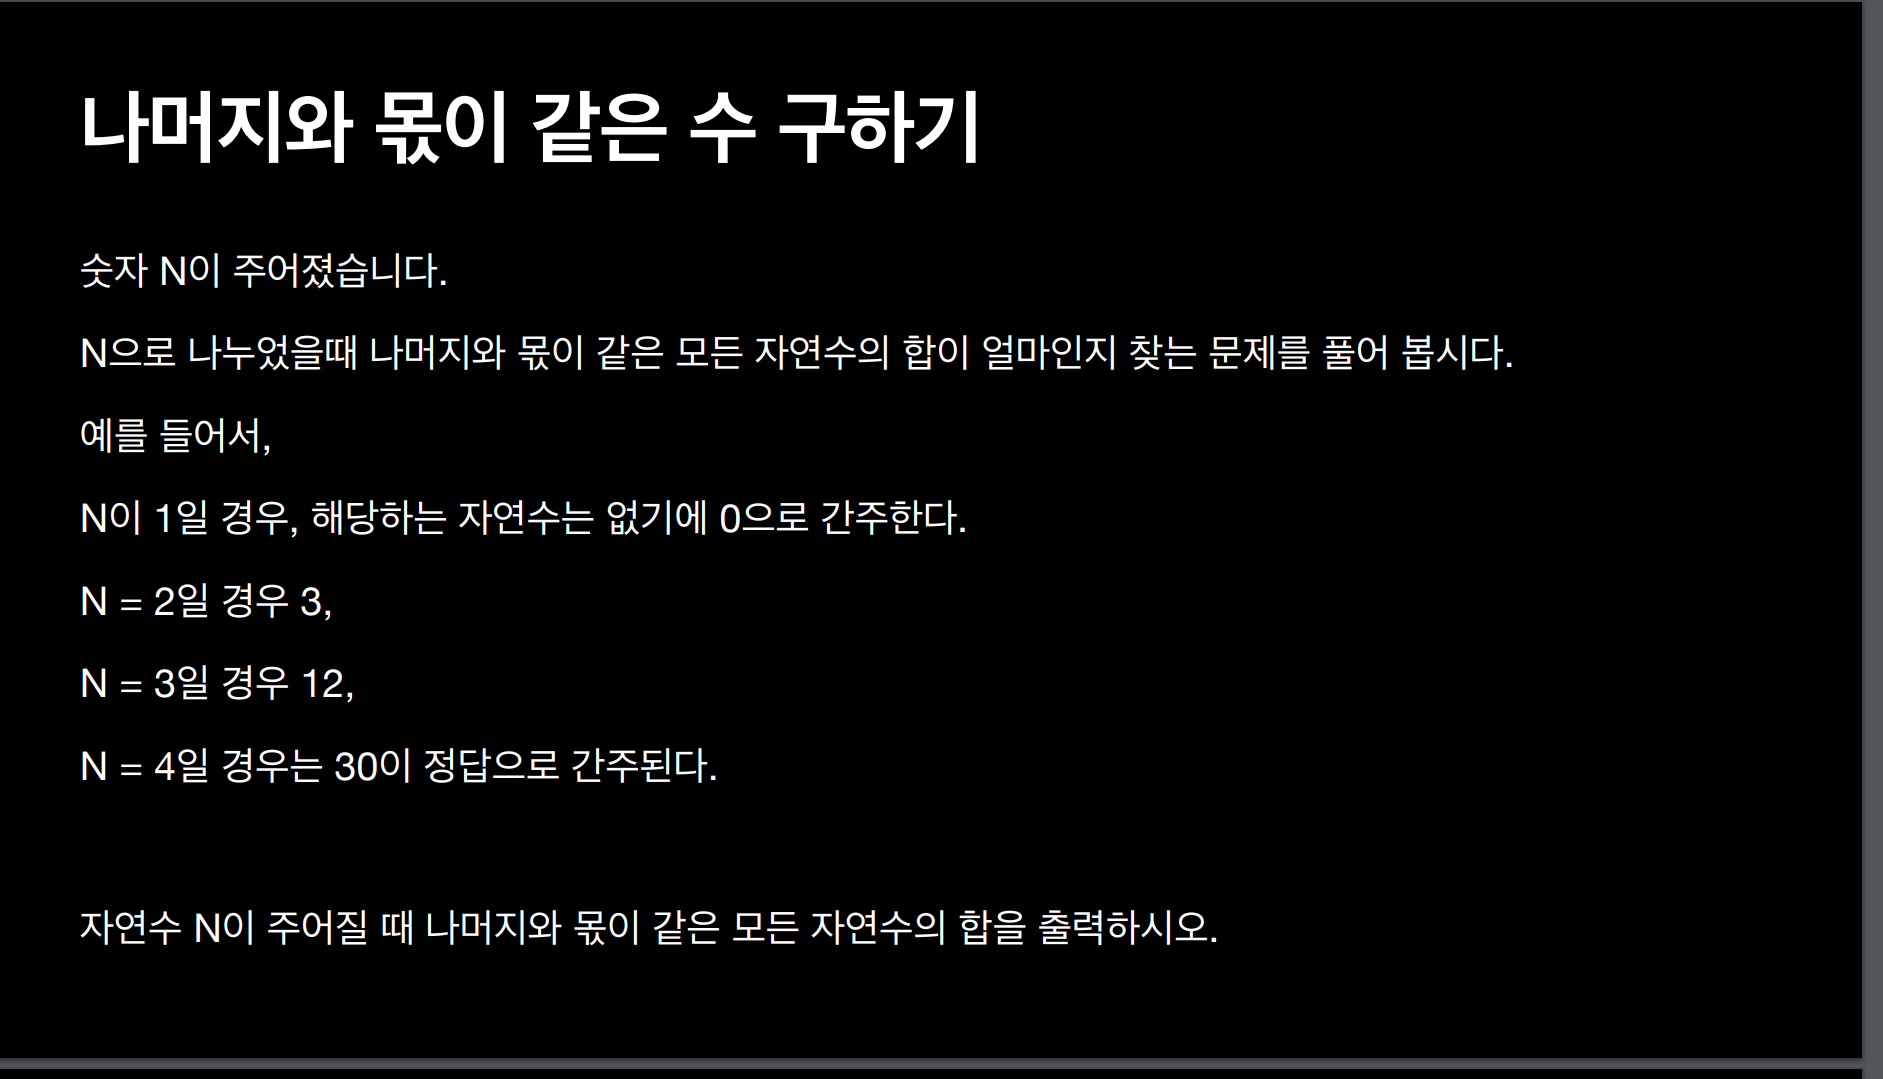 나머지와 몫이 같은 수 구하기
숫자 N이 주어졌습니다.
N으로 나누었을때 나머지와 몫이 같은 모든 자연수의 합이 얼마인지 찾는 문제를 풀어 봅시다.
예를 들어서,
N이 1일 경우, 해당하는 자연수는 없기에 0으로 간주한다.
N = 2일 경우 3,
N = 3일 경우 12,
N = 4일 경우는 30이 정답으로 간주된다.
자연수 N이 주어질 때 나머지와 몫이 같은 모든 자연수의 합을 출력하시오.